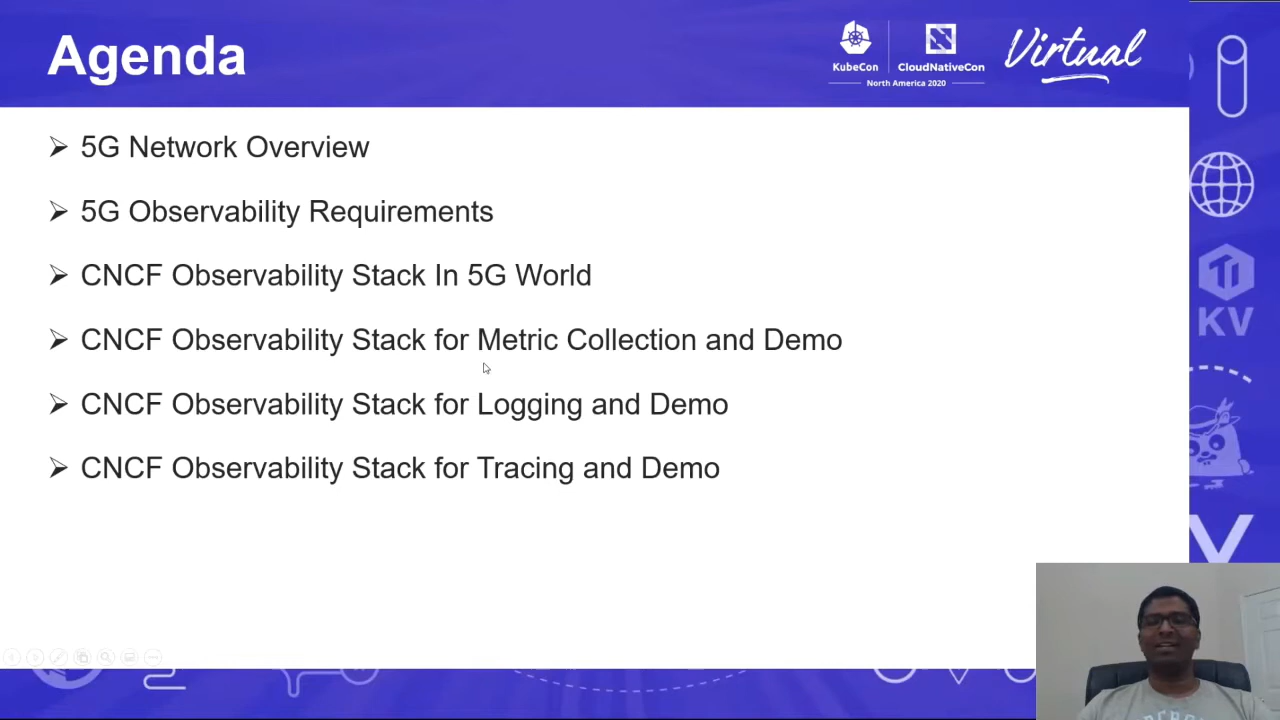 Agenda
KubeCon
CloudNativeCon
North America 2020
Virtual
5G Network Overview
5G Observability Requirements
CNCF Observability Stack In 5G World
CNCF Observability Stack for Metric Collection and Demo
CNCF Observability Stack for Logging and Demo
CNCF Observability Stack for Tracing and Demo
KV